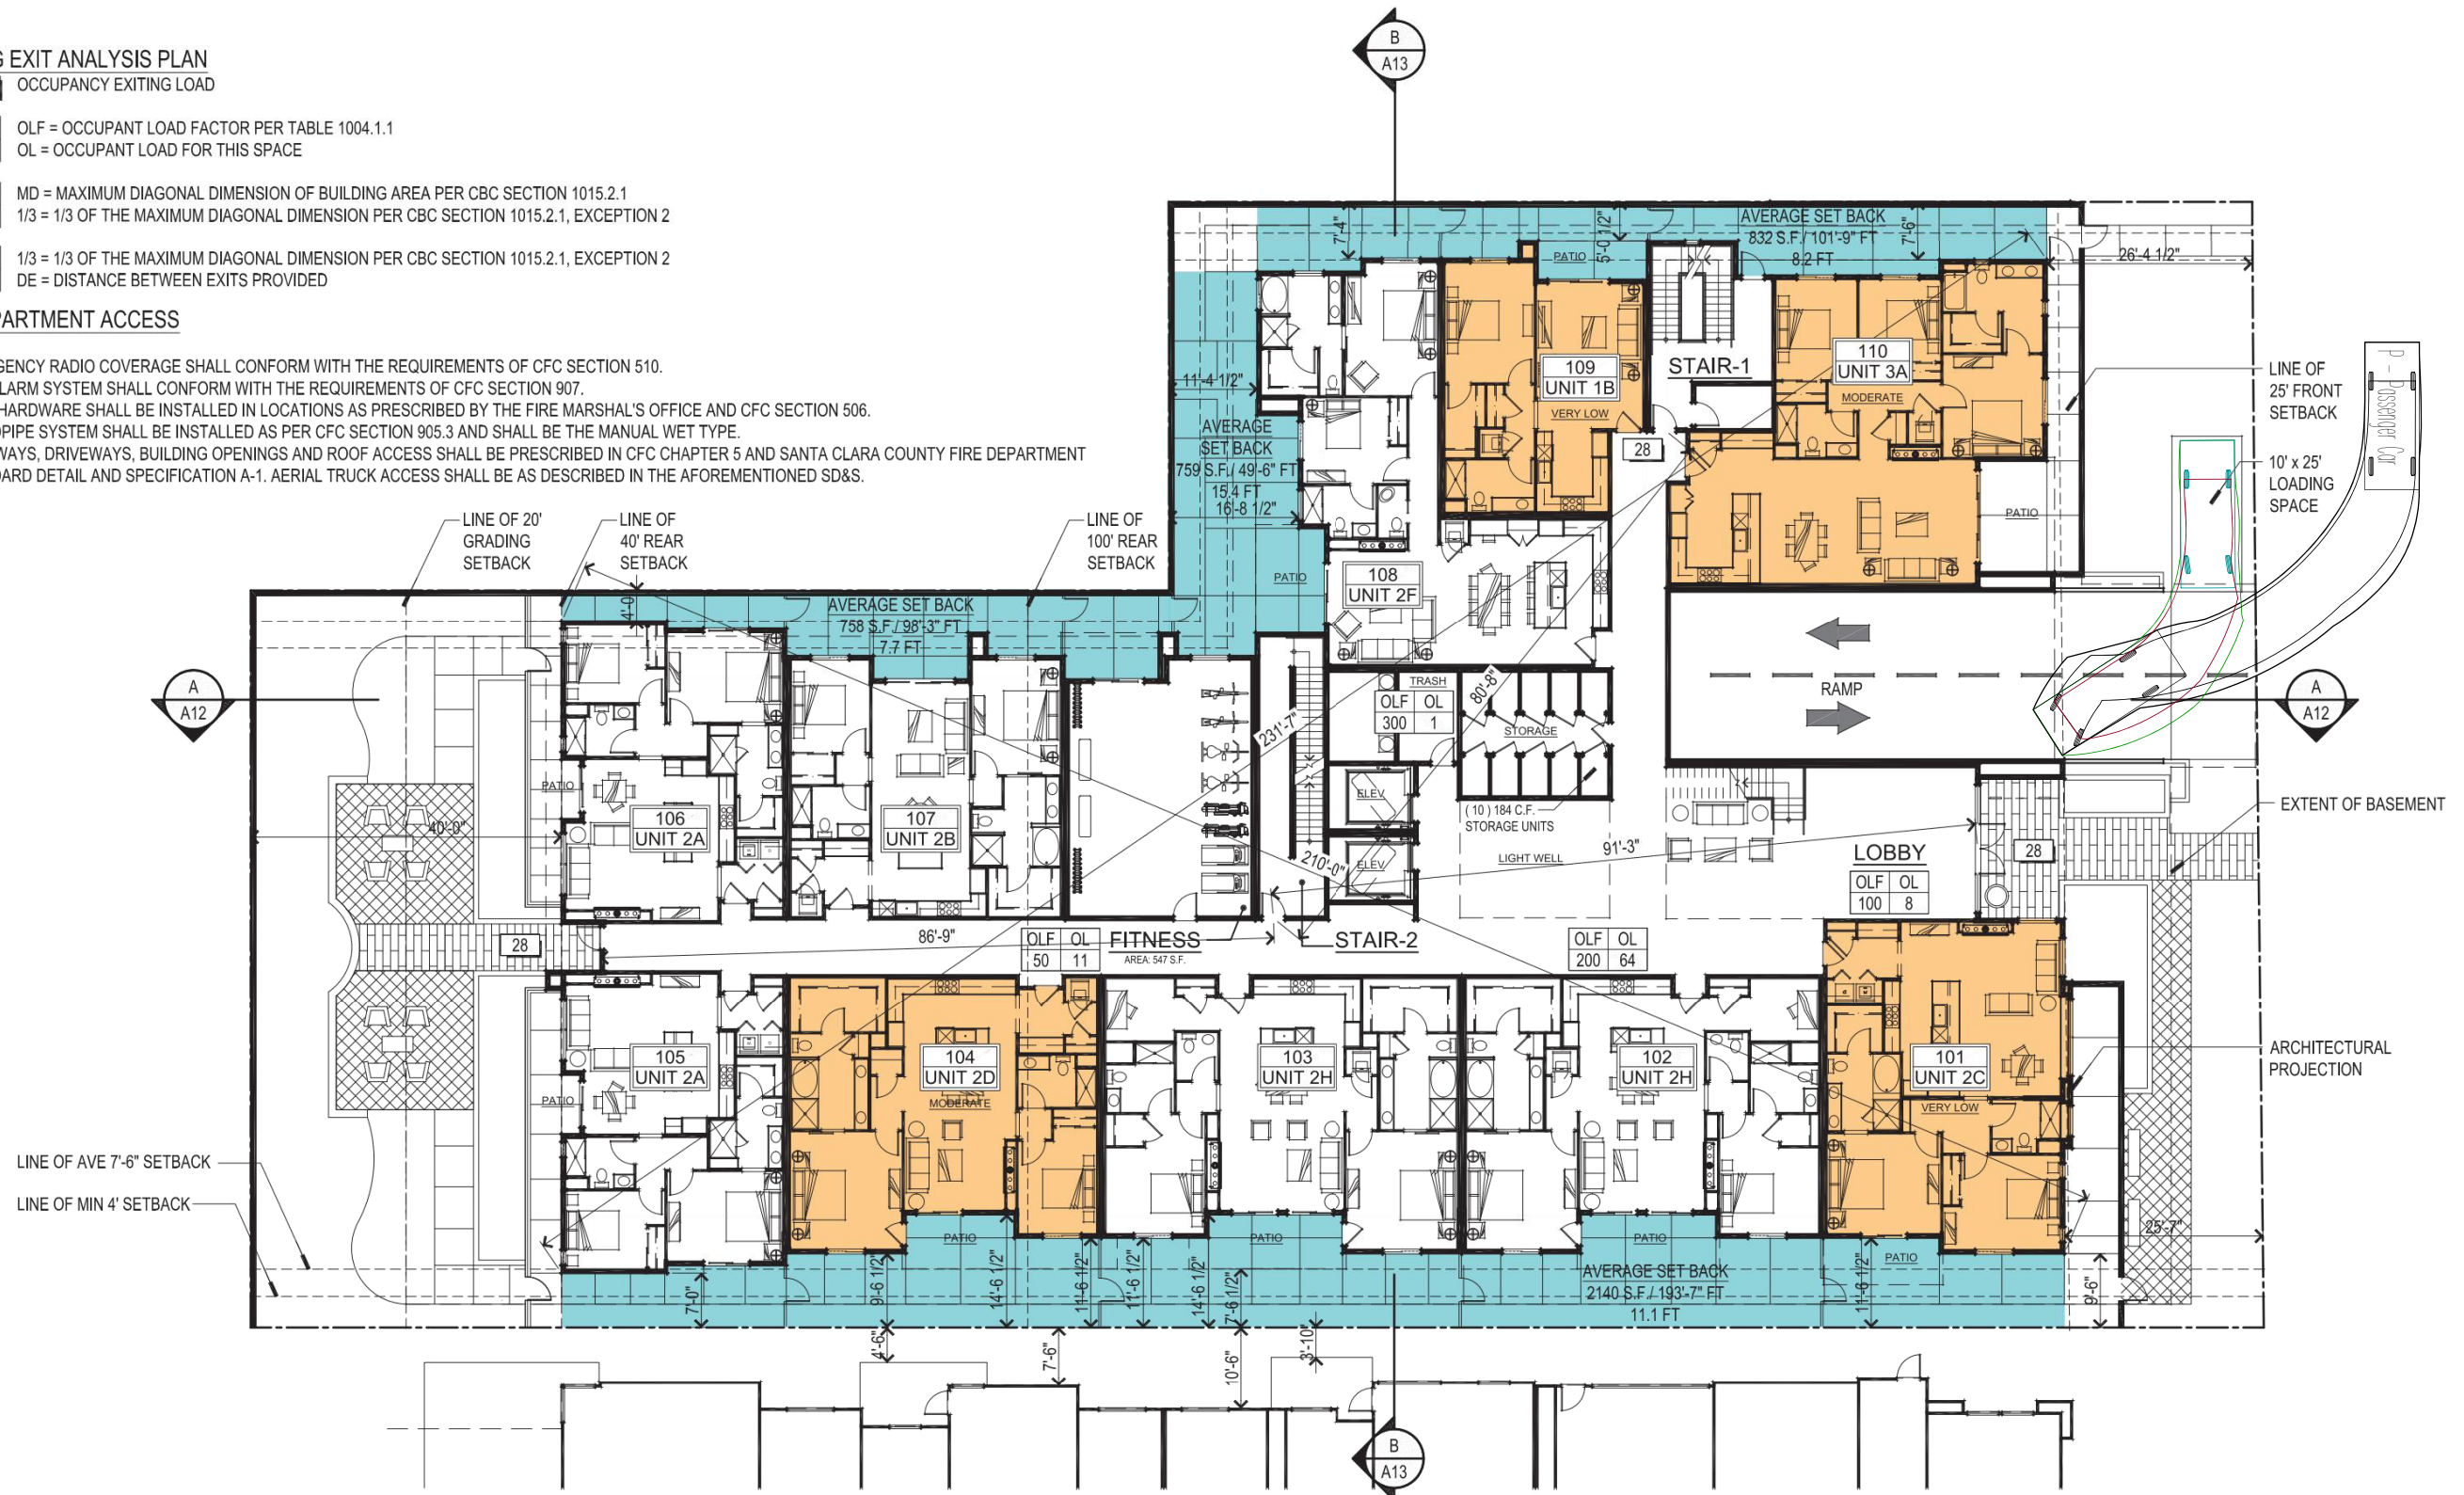 EXIT ANALYSIS PLAN
OCCUPANCY EXITING LOAD
OLF = OCCUPANT LOAD FACTOR PER TABLE 1004.1.1
OL = OCCUPANT LOAD FOR THIS SPACE
MD = MAXIMUM DIAGONAL DIMENSION OF BUILDING AREA PER CBC SECTION 1015.2.1
1/3 = 1/3 OF THE MAXIMUM DIAGONAL DIMENSION PER CBC SECTION 1015.2.1, EXCEPTION 2
1/3 = 1/3 OF THE MAXIMUM DIAGONAL DIMENSION PER CBC SECTION 1015.2.1, EXCEPTION 2
DE = DISTANCE BETWEEN EXITS PROVIDED
PARTMENT ACCESS
GENCY RADIO COVERAGE SHALL CONFORM WITH THE REQUIREMENTS OF CFC SECTION 510.
LARM SYSTEM SHALL CONFORM WITH THE REQUIREMENTS OF CFC SECTION 907.
HARDWARE SHALL BE INSTALLED IN LOCATIONS AS PRESCRIBED BY THE FIRE MARSHAL'S OFFICE AND CFC SECTION 506.
DPIPE SYSTEM SHALL BE INSTALLED AS PER CFC SECTION 905.3 AND SHALL BE THE MANUAL WET TYPE.
WAYS, DRIVEWAYS, BUILDING OPENINGS AND ROOF ACCESS SHALL BE PRESCRIBED IN CFC CHAPTER 5 AND SANTA CLARA COUNTY FIRE DEPARTMENT
ARD DETAIL AND SPECIFICATION A-1. AERIAL TRUCK ACCESS SHALL BE AS DESCRIBED IN THE AFOREMENTIONED SD&S.
B
A13
AVERAGE SET BACK
832 S.F./ 101'-9" FT
8.2 FT
7'-4"
5'-0 1/2"
7'-6"
26'-4 1/2"
PATIO
109
UNIT 1B
VERY LOW
STAIR-1
110
UNIT 3A
MODERATE
28
PATIO
LINE OF
25' FRONT
SETBACK
P - Passenger Car
10' x 25'
LOADING
SPACE
11'-4 1/2"
AVERAGE
SET BACK
759 S.F./ 49'-6" FT
15.4 FT
16'-8 1/2"
PATIO
108
UNIT 2F
LINE OF 20'
GRADING
SETBACK
LINE OF
40' REAR
SETBACK
LINE OF
100' REAR
SETBACK
4'-0
AVERAGE SET BACK
758 S.F./ 98'-3" FT
7.7 FT
A
A12
RAMP
A
A12
TRASH
OLF OL
300 1
80'-8"
STORAGE
231'-7"
ELEV
ELEV
( 10 ) 184 C.F.
STORAGE UNITS
LIGHT WELL
91'-3"
210'-0"
EXTENT OF BASEMENT
LOBBY
OLF OL
100 8
28
PATIO
40'-0"
106
UNIT 2A
107
UNIT 2B
28
86'-9"
OLF OL
50 11
FITNESS
AREA: 547 S.F.
STAIR-2
OLF OL
200 64
105
UNIT 2A
PATIO
104
UNIT 2D
MODERATE
103
UNIT 2H
102
UNIT 2H
101
UNIT 2C
VERY LOW
ARCHITECTURAL
PROJECTION
LINE OF AVE 7'-6" SETBACK
LINE OF MIN 4' SETBACK
PATIO
PATIO
PATIO
PATIO
25'-7"
7'-0"
9'-6 1/2"
14'-6 1/2"
11'-6 1/2"
11'-6 1/2"
14'-6 1/2"
7'-6 1/2"
AVERAGE SET BACK
2140 S.F./ 193'-7" FT
11.1 FT
11'-6 1/2"
9'-6"
4'-6"
7'-6"
10'-6"
3'-10"
B
A13